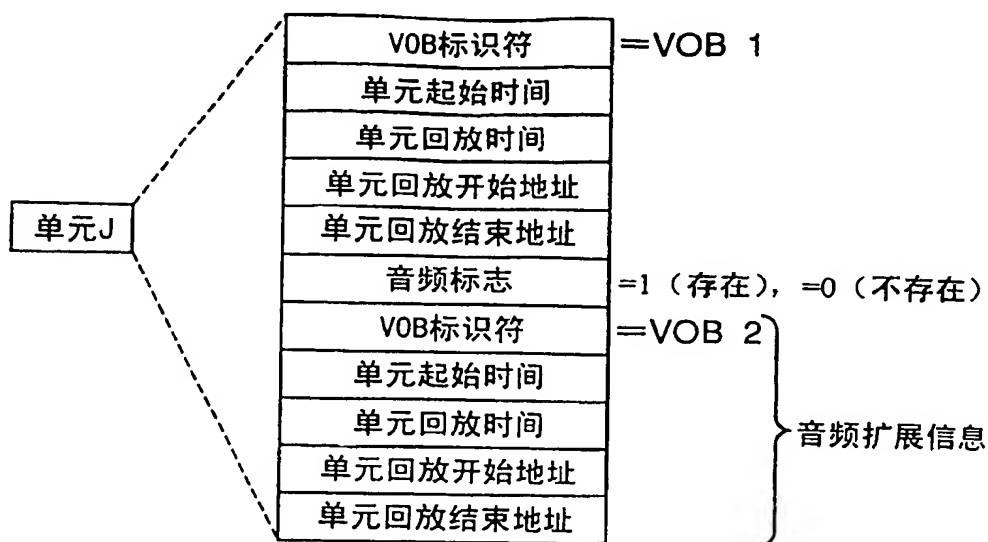 VOB标识符 =VOB 1
单元起始时间
单元回放时间
单元回放开始地址
单元J
单元回放结束地址
音频标志 =1（存在），=0（不存在）
VOB标识符 =VOB 2
单元起始时间
单元回放时间
音频扩展信息
单元回放开始地址
单元回放结束地址